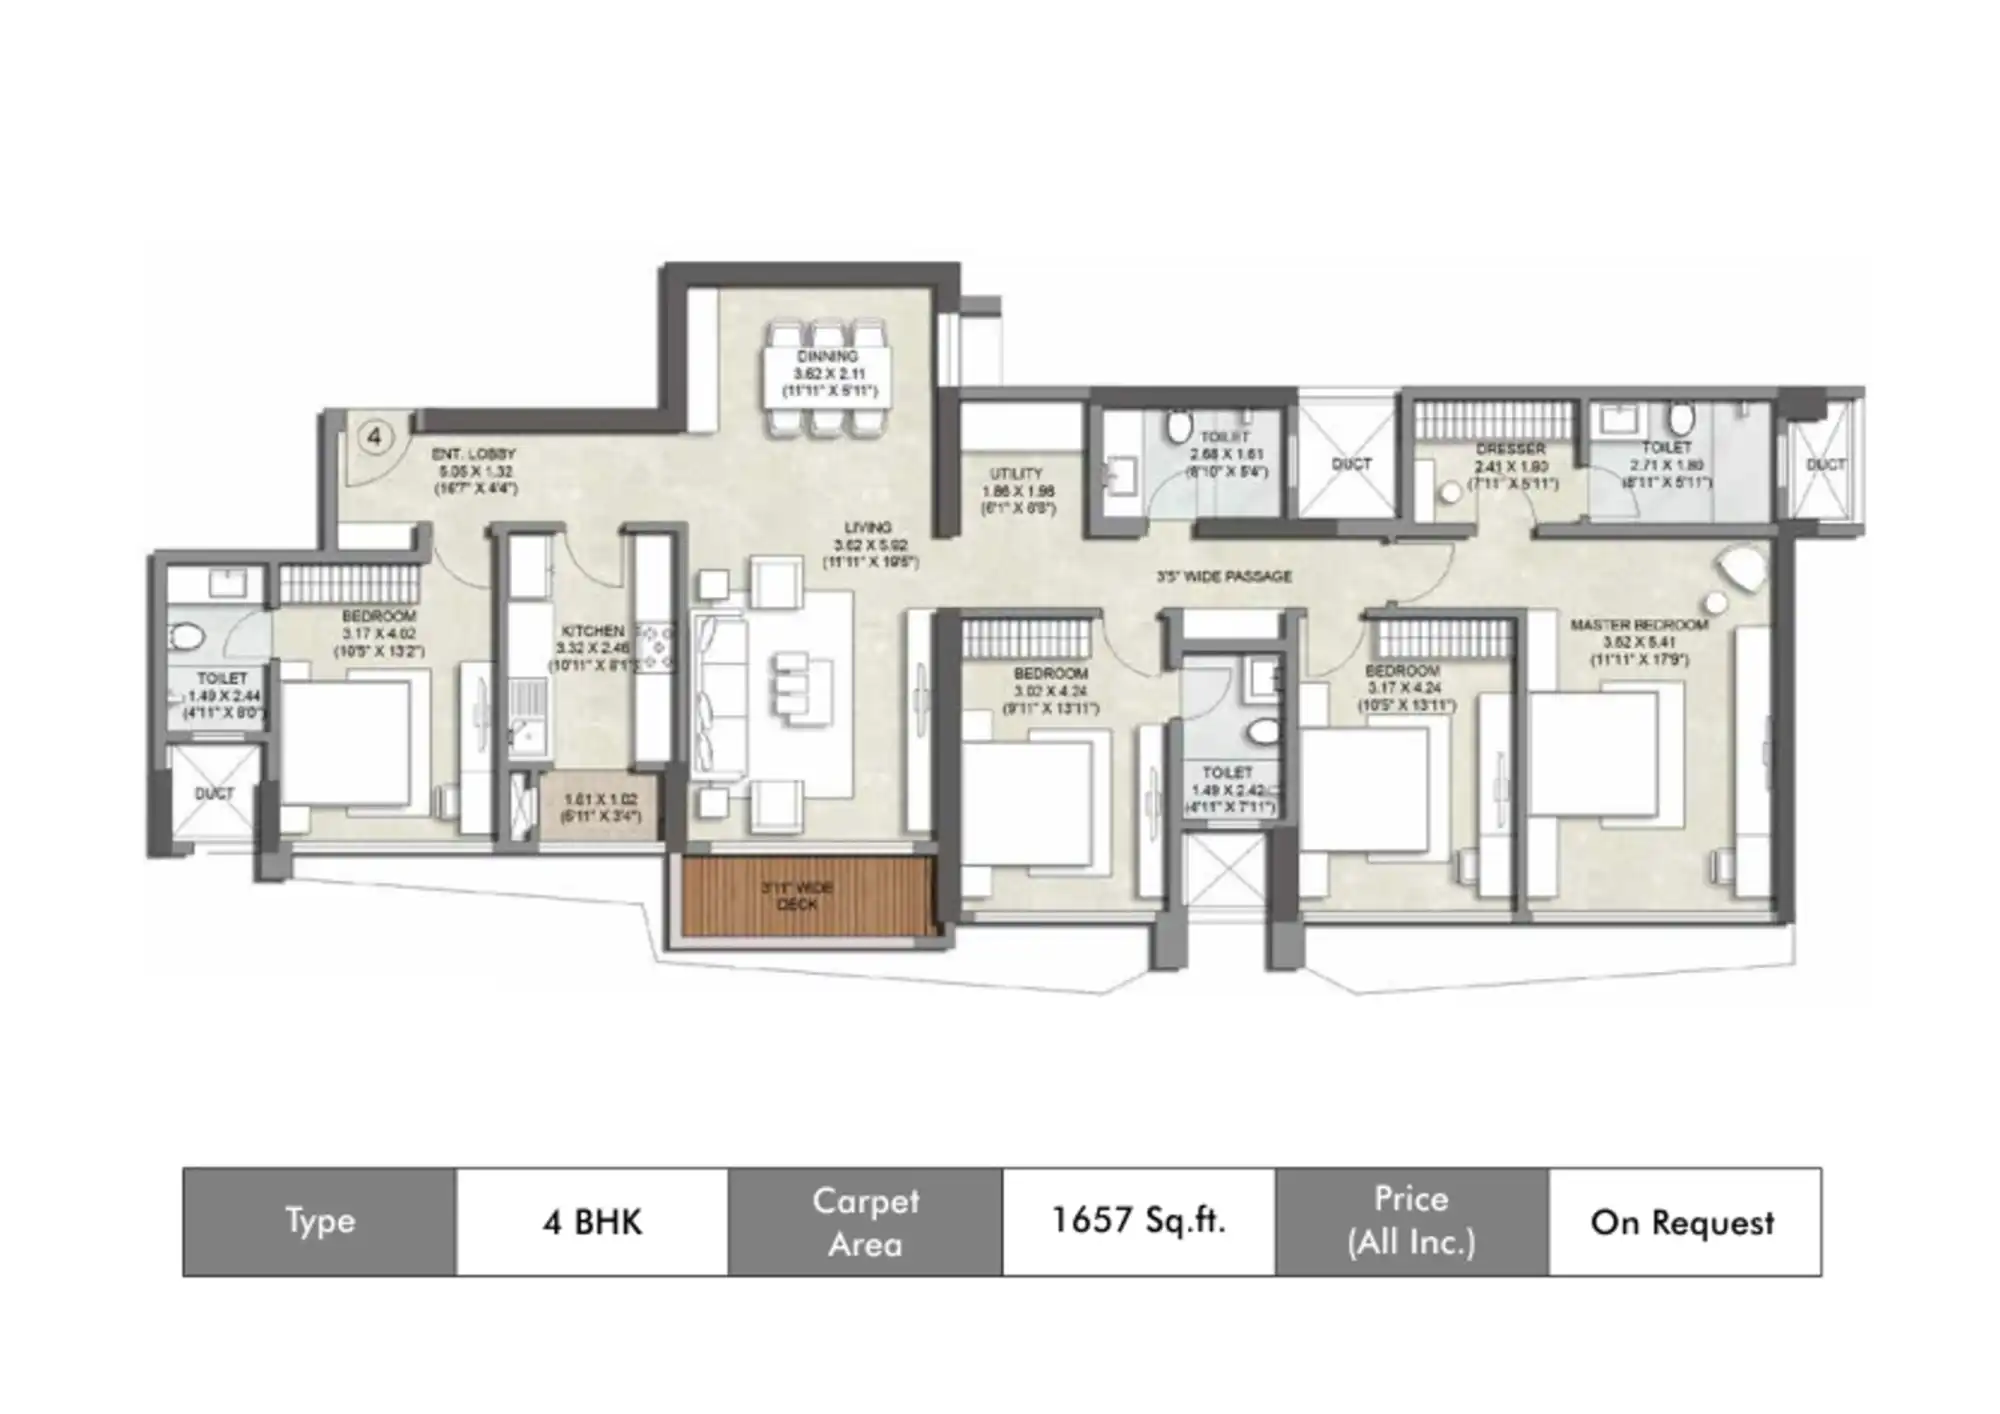 DINNING
3.62 X 2.11
(11'11" X 6'11")
4
ENT. LOBBY
5.05 X 1.32
(16'7" X 4'4")
UTILITY
1.86 X 1.98
(6'1" X 6'6")
TOILET
2.68 X 1.61
(8'10" X 5'4")
DUCT
DRESSER
2.41 X 1.80
(7'11" X 5'11")
TOILET
2.71 X 1.80
(8'11" X 5'11")
DUCT
LIVING
3.62 X 5.92
(11'11" X 19'5")
3'5" WIDE PASSAGE
BEDROOM
3.17 X 4.02
(10'5" X 13'2")
KITCHEN
3.32 X 2.46
(10'11" X 8'1")
MASTER BEDROOM
3.62 X 5.41
(11'11" X 17'9")
TOILET
1.49 X 2.44
(4'11" X 8'0")
BEDROOM
3.02 X 4.24
(9'11" X 13'11")
BEDROOM
3.17 X 4.24
(10'5" X 13'11")
DUCT
1.61 X 1.02
X 3'4")
TOILET
1.49 X 2.42
(4'11" X 7'11")
3'11" WIDE
DECK
Type
4 BHK
Carpet
Area
1657 Sq.ft.
Price
(All Inc.)
On Request